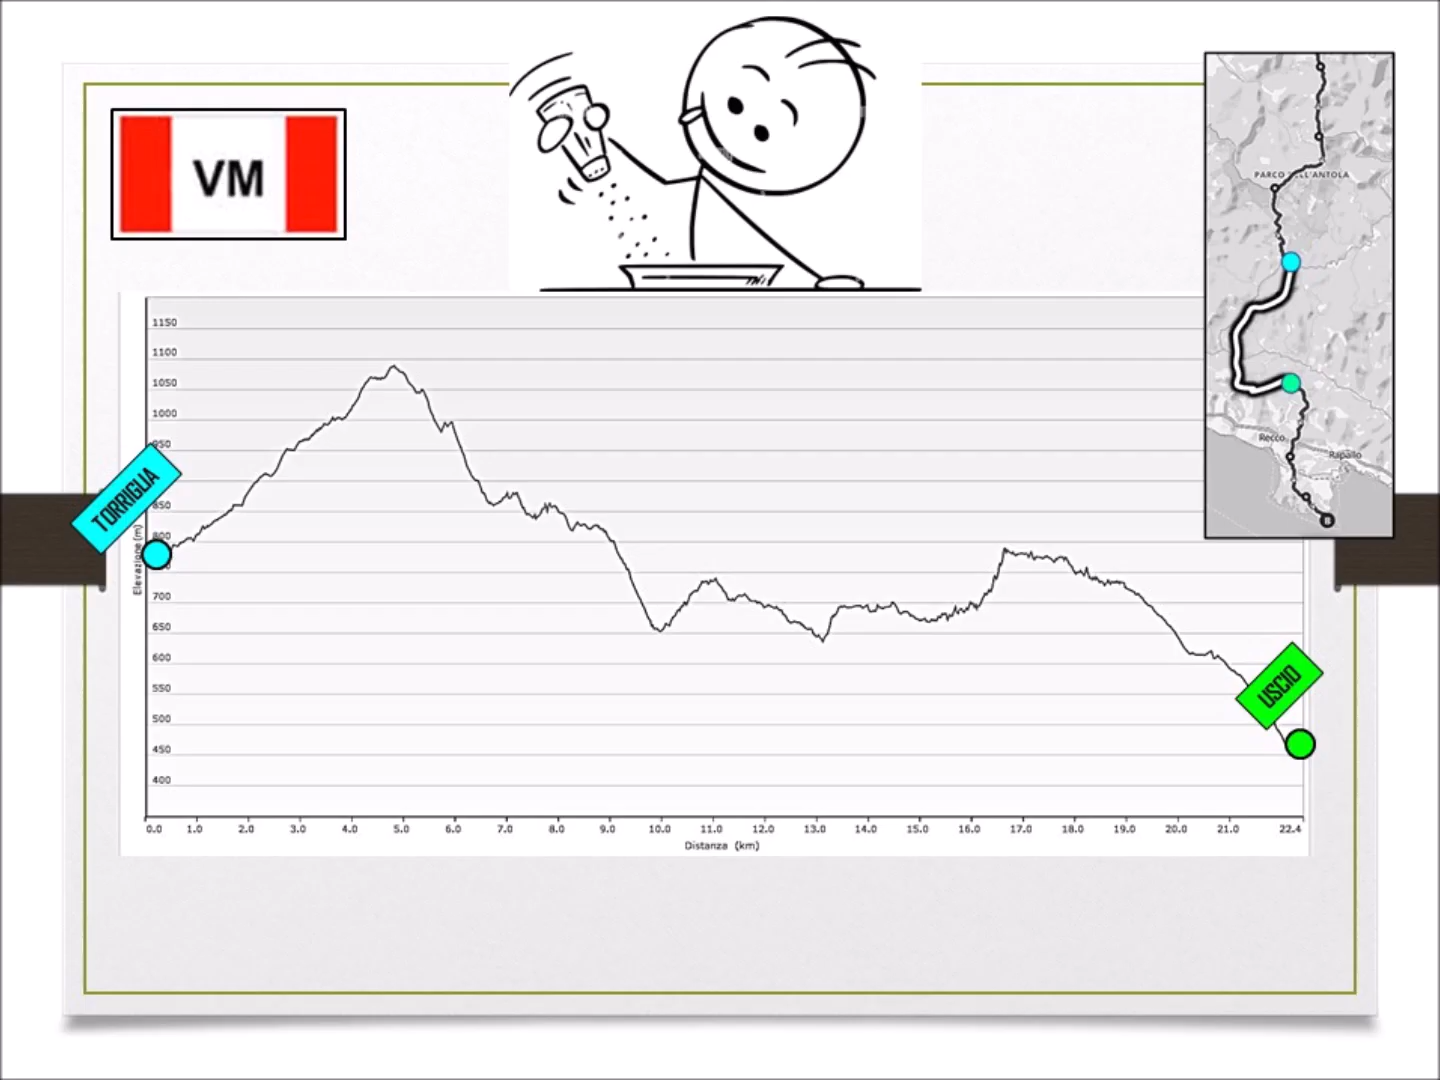 VM
PARCO DELL'ANTOLA
Recco
Rapallo
TORRIGLIA
USCIO
Elevazione (m)
1150
1100
1050
1000
950
850
800
700
650
600
550
500
450
400
0.0 1.0 2.0 3.0 4.0 5.0 6.0 7.0 8.0 9.0 10.0 11.0 12.0 13.0 14.0 15.0 16.0 17.0 18.0 19.0 20.0 21.0 22.4
Distanza (km)